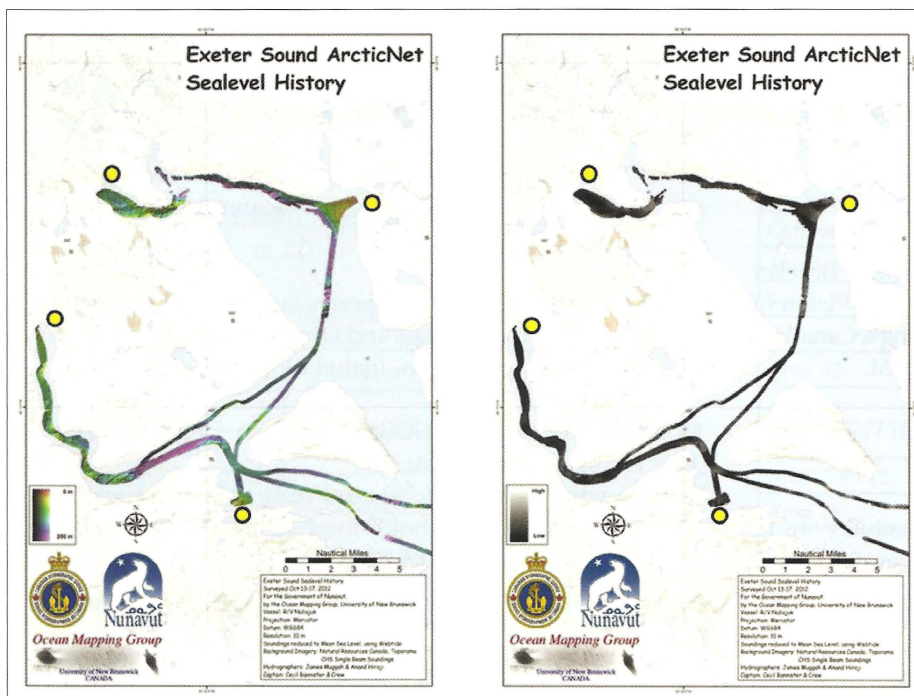 Exeter Sound ArcticNet
Sealevel History
0 m
200 m
N
W
E
S
Nautical Miles
0 1 2 3 4 5
Nunavut
Ocean Mapping Group
University of New Brunswick
CANADA
Exeter Sound Sealevel History
Surveyed Oct 13-17, 2012
For the Government of Nunavut
by the Ocean Mapping Group, University of New Brunswick
Vessel: R/V Nuliajuk
Projection: Mercator
Datum: WGS84
Resolution: 10 m
Soundings reduced to Mean Sea Level, using Webtide
Background Imagery: Natural Resources Canada, Toporama
CHS Single Beam Soundings
Hydrographers: James Muggah & Anand Hiroji
Captain: Cecil Bannister & Crew
Exeter Sound ArcticNet
Sealevel History
High
Low
N
W
E
S
Nautical Miles
0 1 2 3 4 5
Nunavut
Ocean Mapping Group
University of New Brunswick
CANADA
Exeter Sound Sealevel History
Surveyed Oct 13-17, 2012
For the Government of Nunavut
by the Ocean Mapping Group, University of New Brunswick
Vessel: R/V Nuliajuk
Projection: Mercator
Datum: WGS84
Resolution: 10 m
Soundings reduced to Mean Sea Level, using Webtide
Background Imagery: Natural Resources Canada, Toporama
CHS Single Beam Soundings
Hydrographers: James Muggah & Anand Hiroji
Captain: Cecil Bannister & Crew